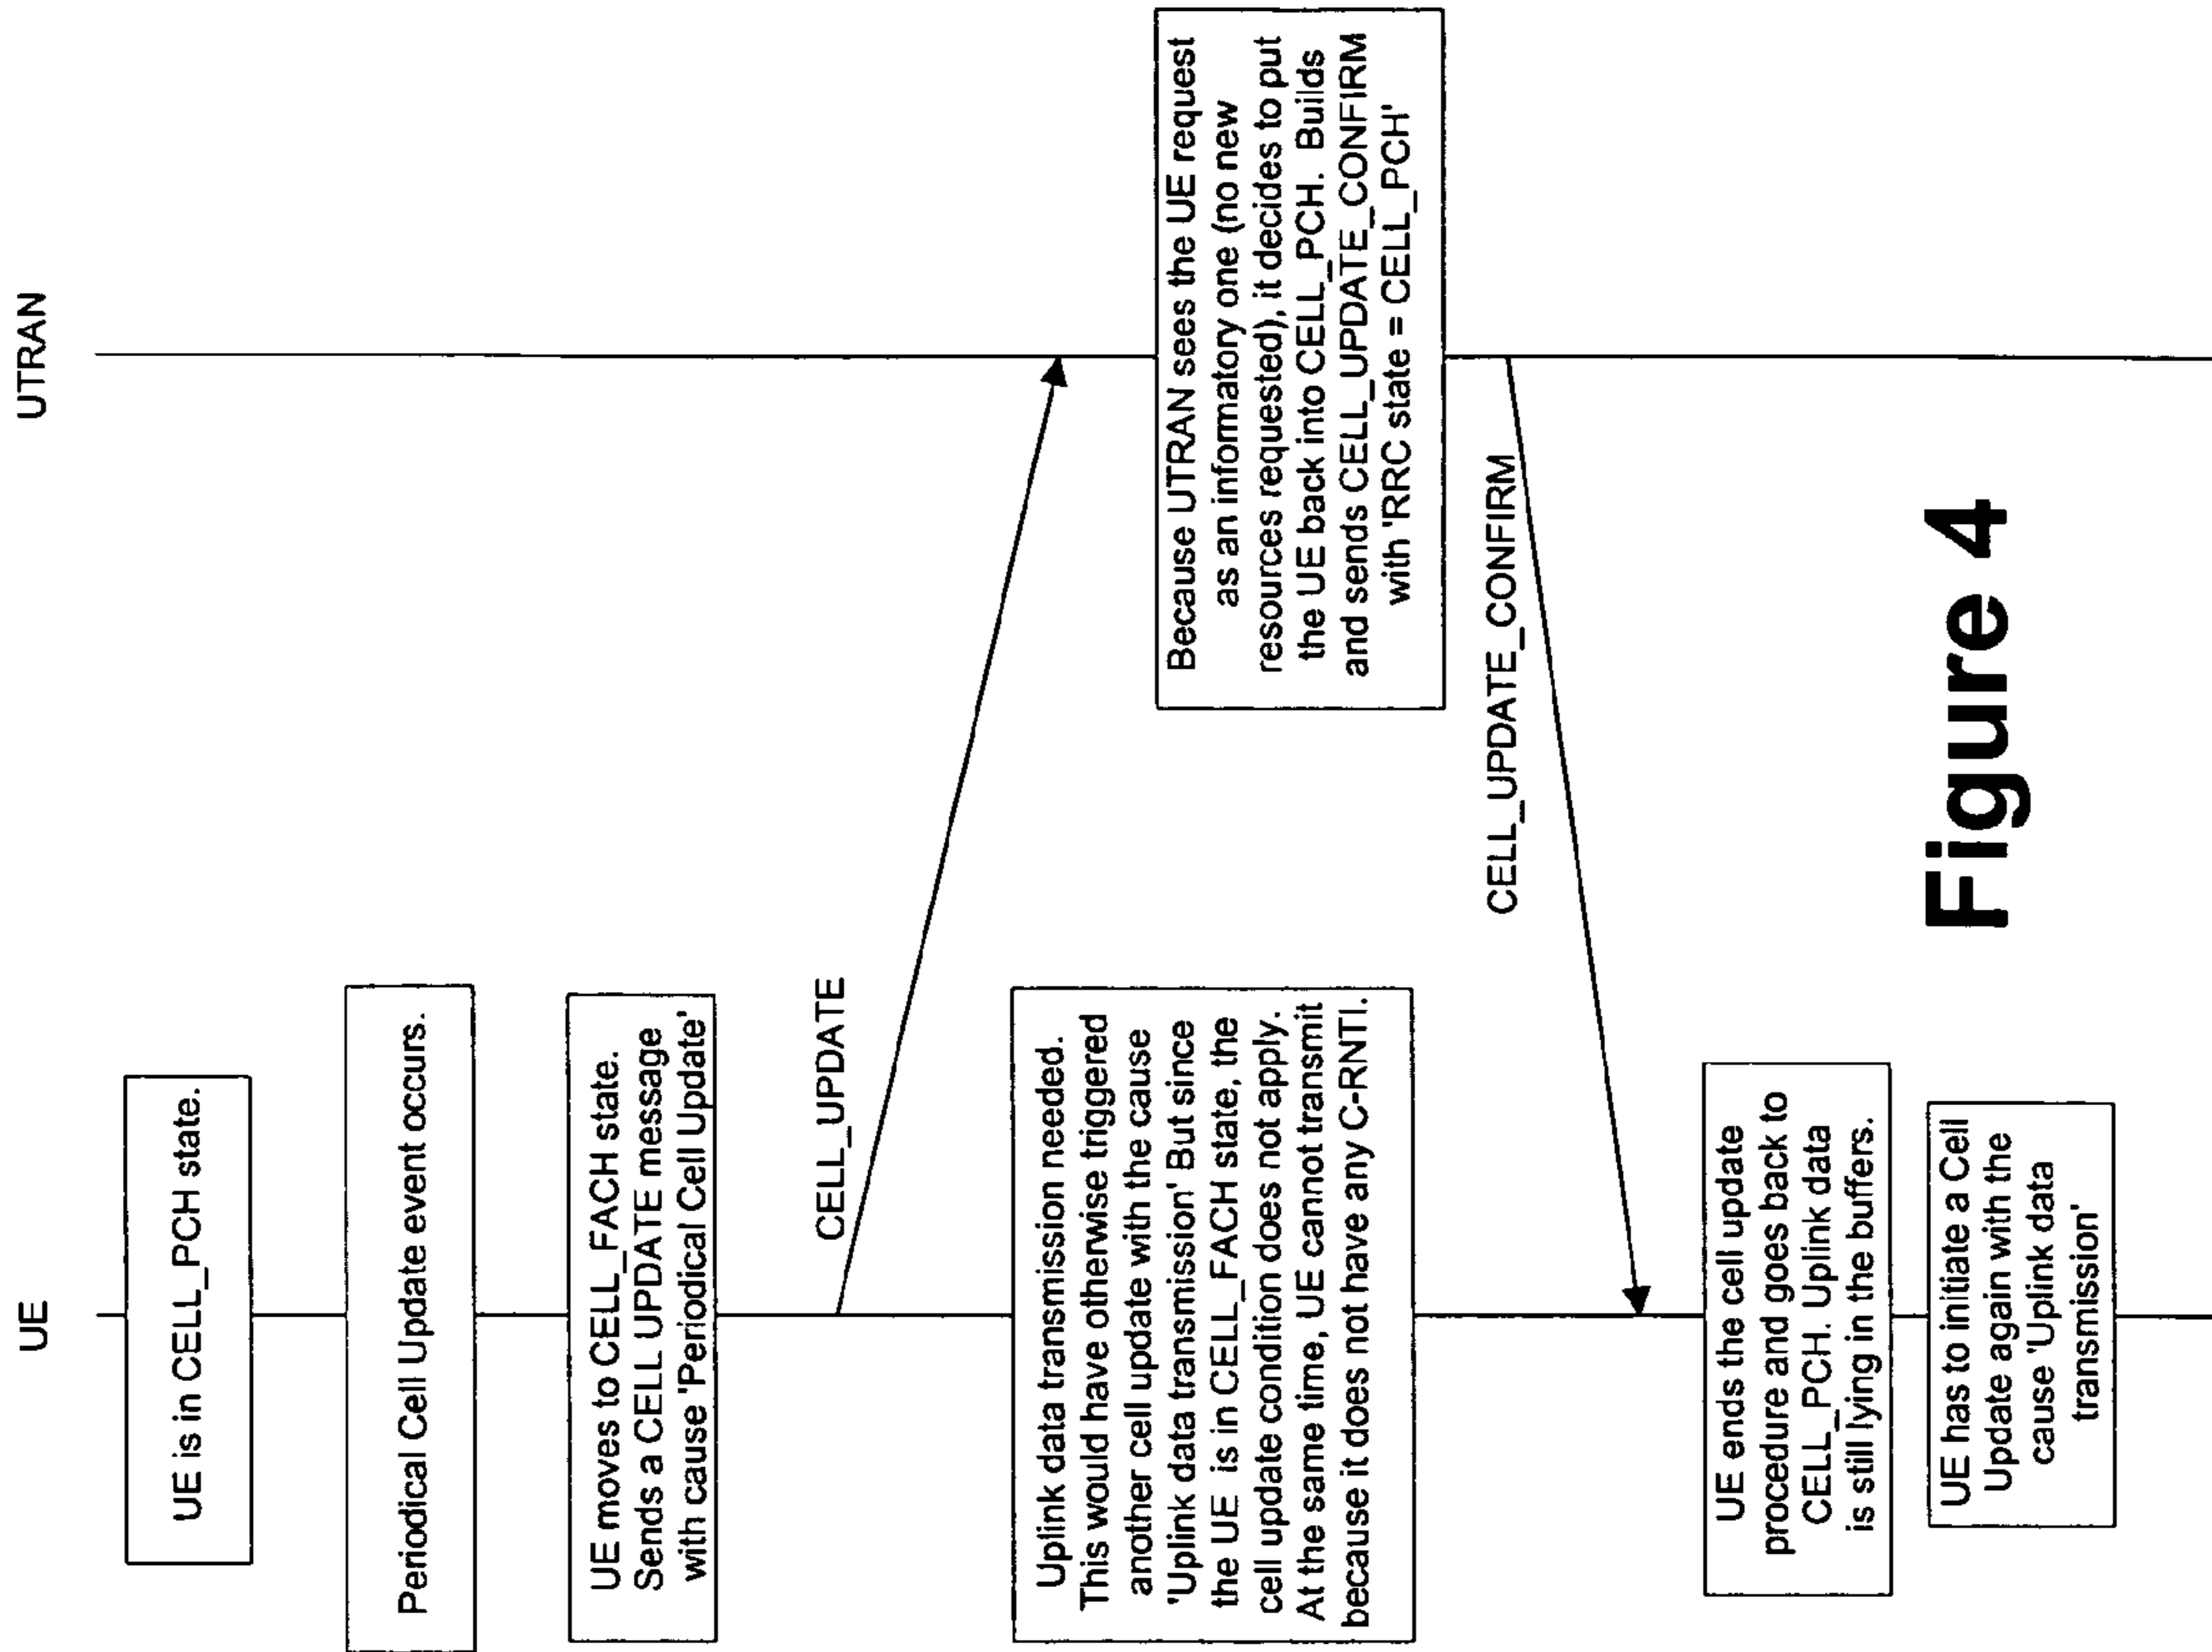 UE
UTRAN
UE is in CELL_PCH state.
Periodical Cell Update event occurs.
UE moves to CELL_FACH state.
Sends a CELL UPDATE message
with cause 'Periodical Cell Update'
CELL_UPDATE
Uplink data transmission needed.
This would have otherwise triggered
another cell update with the cause
'Uplink data transmission' But since
the UE is in CELL_FACH state, the
cell update condition does not apply.
At the same time, UE cannot transmit
because it does not have any C-RNTI.
Because UTRAN sees the UE request
as an informatory one (no new
resources requested), it decides to put
the UE back into CELL_PCH. Builds
and sends CELL_UPDATE_CONFIRM
with 'RRC state = CELL_PCH'
CELL_UPDATE_CONFIRM
UE ends the cell update
procedure and goes back to
CELL_PCH. Uplink data
is still lying in the buffers.
UE has to initiate a Cell
Update again with the
cause 'Uplink data
transmission'
Figure 4